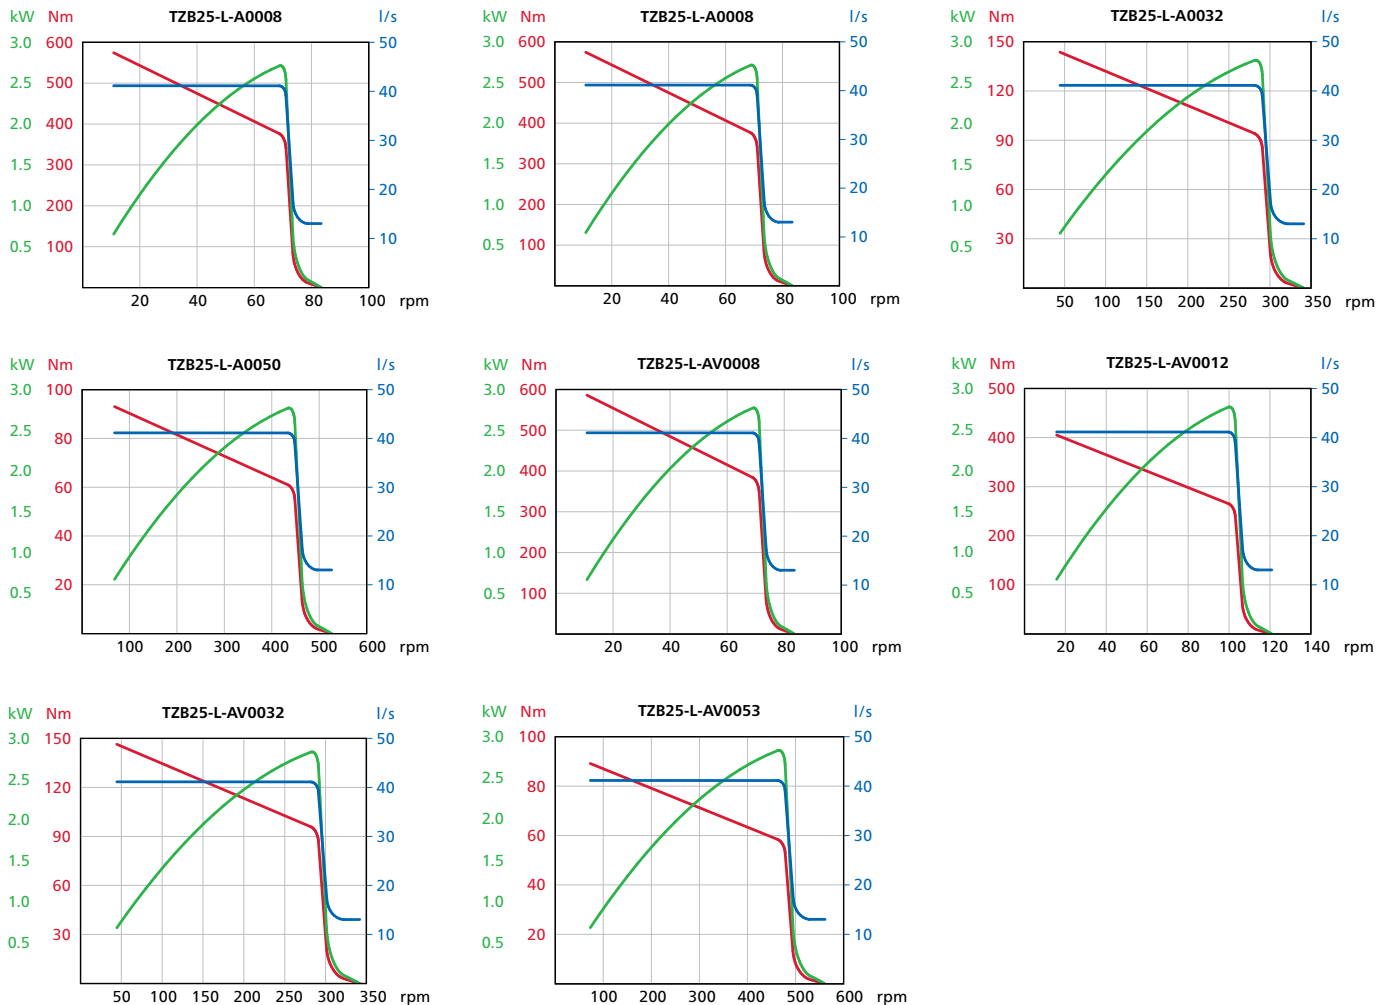 kW Nm TZB25-L-A0008 l/s
3.0 600 50
2.5 500 40
2.0 400 30
1.5 300 20
1.0 200 10
0.5 100
20 40 60 80 100 rpm
kW Nm TZB25-L-A0008 l/s
3.0 600 50
2.5 500 40
2.0 400 30
1.5 300 20
1.0 200 10
0.5 100
20 40 60 80 100 rpm
kW Nm TZB25-L-A0032 l/s
3.0 150 50
2.5 120 40
2.0 90 30
1.5 60 20
1.0 30 10
0.5
50 100 150 200 250 300 350 rpm
kW Nm TZB25-L-A0050 l/s
3.0 100 50
2.5 80 40
2.0 60 30
1.5 40 20
1.0 20 10
0.5
100 200 300 400 500 600 rpm
kW Nm TZB25-L-AV0008 l/s
3.0 600 50
2.5 500 40
2.0 400 30
1.5 300 20
1.0 200 10
0.5 100
20 40 60 80 100 rpm
kW Nm TZB25-L-AV0012 l/s
3.0 500 50
2.5 400 40
2.0 300 30
1.5 200 20
1.0 100 10
0.5
20 40 60 80 100 120 140 rpm
kW Nm TZB25-L-AV0032 l/s
3.0 150 50
2.5 120 40
2.0 90 30
1.5 60 20
1.0 30 10
0.5
50 100 150 200 250 300 350 rpm
kW Nm TZB25-L-AV0053 l/s
3.0 100 50
2.5 80 40
2.0 60 30
1.5 40 20
1.0 20 10
0.5
100 200 300 400 500 600 rpm